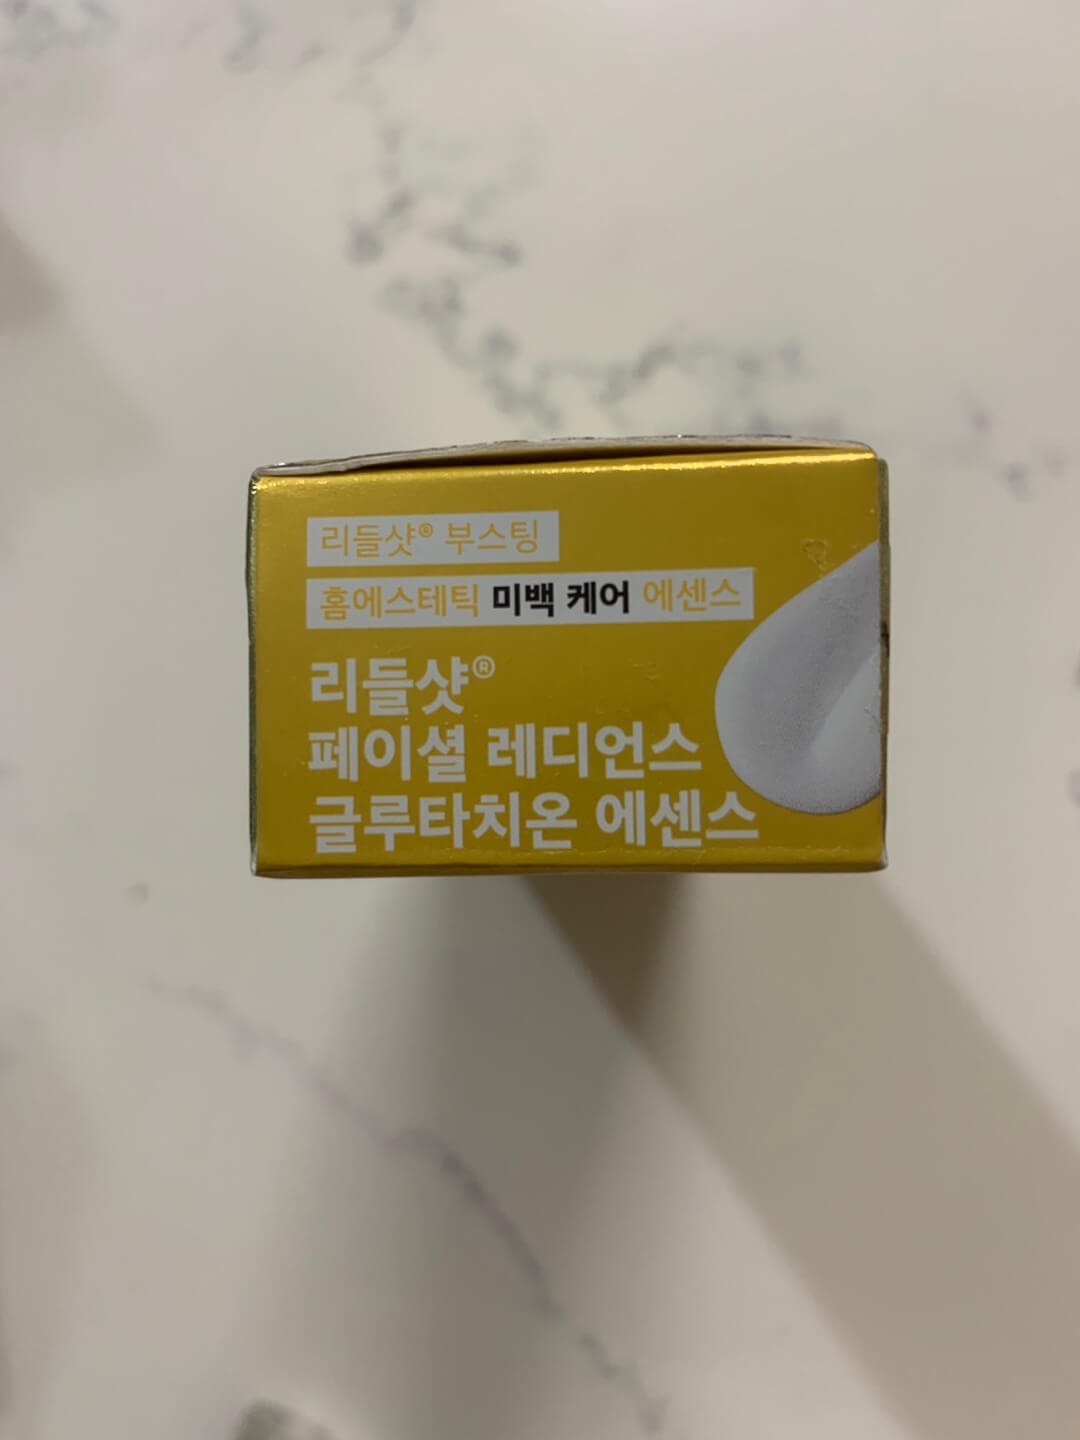 리들샷® 부스팅
홈에스테틱 미백 케어 에센스
리들샷®
페이셜 레디언스
글루타치온 에센스